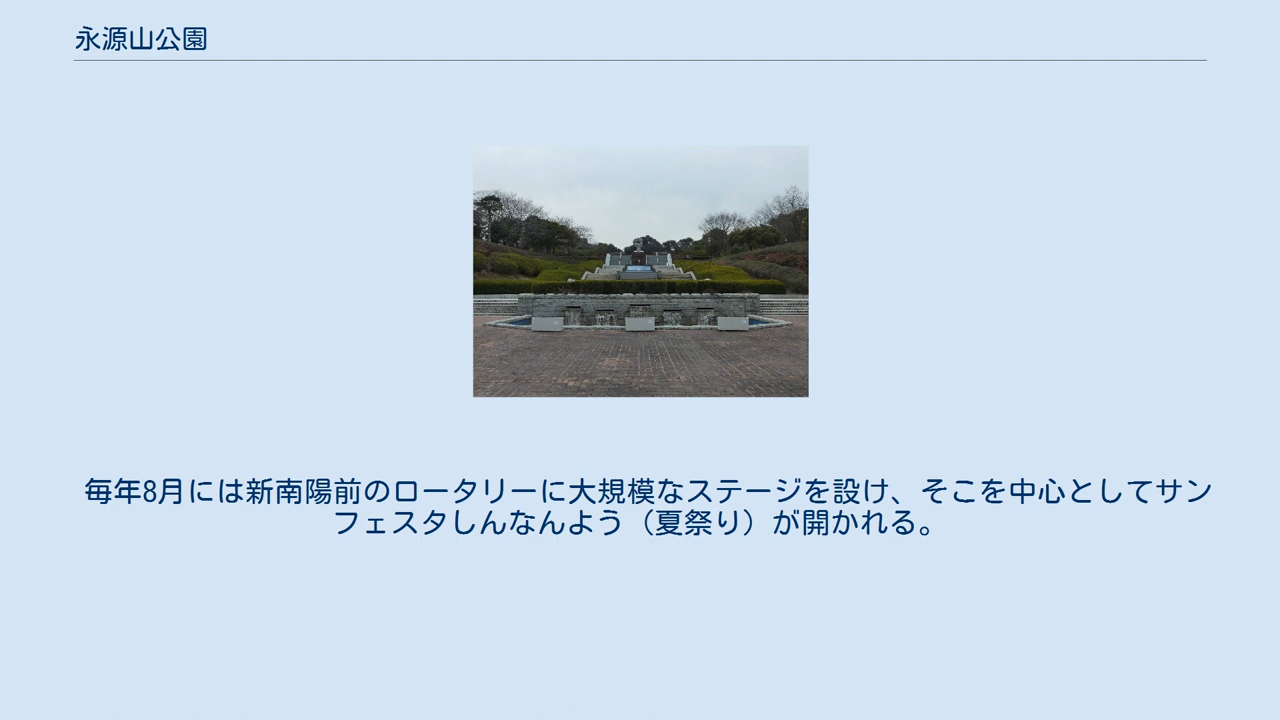 永源山公園
毎年8月には新南陽前のロータリーに大規模なステージを設け、そこを中心としてサン
フェスタしんなんよう（夏祭り）が開かれる。